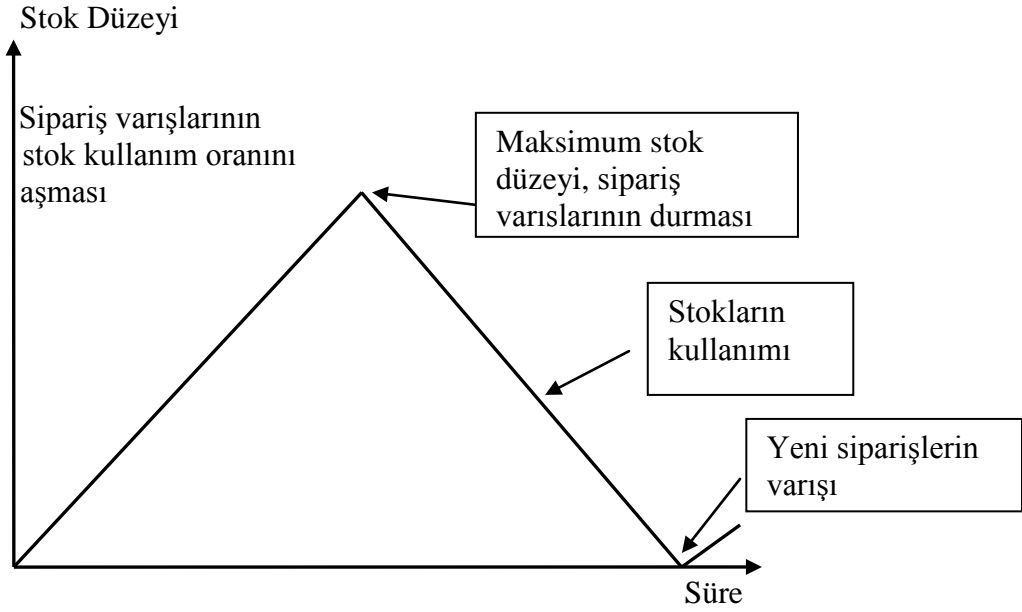 Stok Düzeyi
Sipariş varışlarının
stok kullanım oranını
aşması
Maksimum stok
düzeyi, sipariş
varıslarının durması
Stokların
kullanımı
Yeni siparişlerin
varışı
Süre